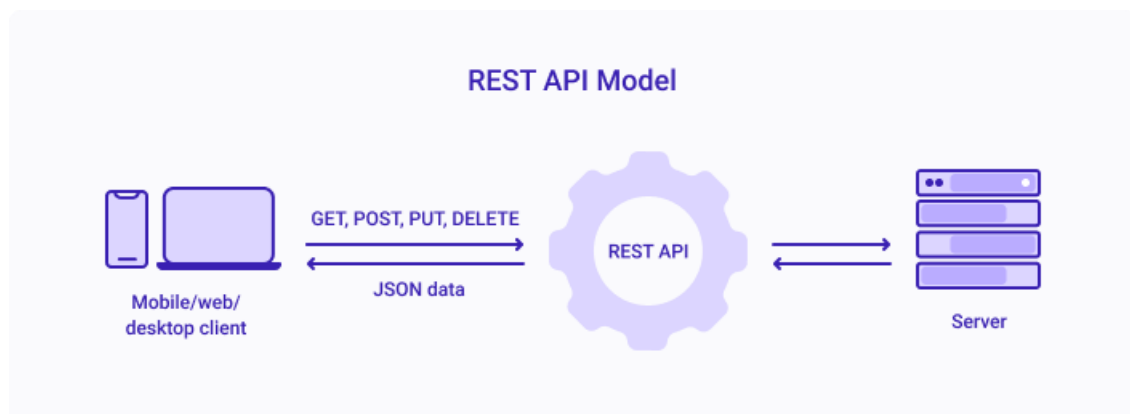 REST API Model
GET, POST, PUT, DELETE
REST API
JSON data
Mobile/web/
desktop client
Server